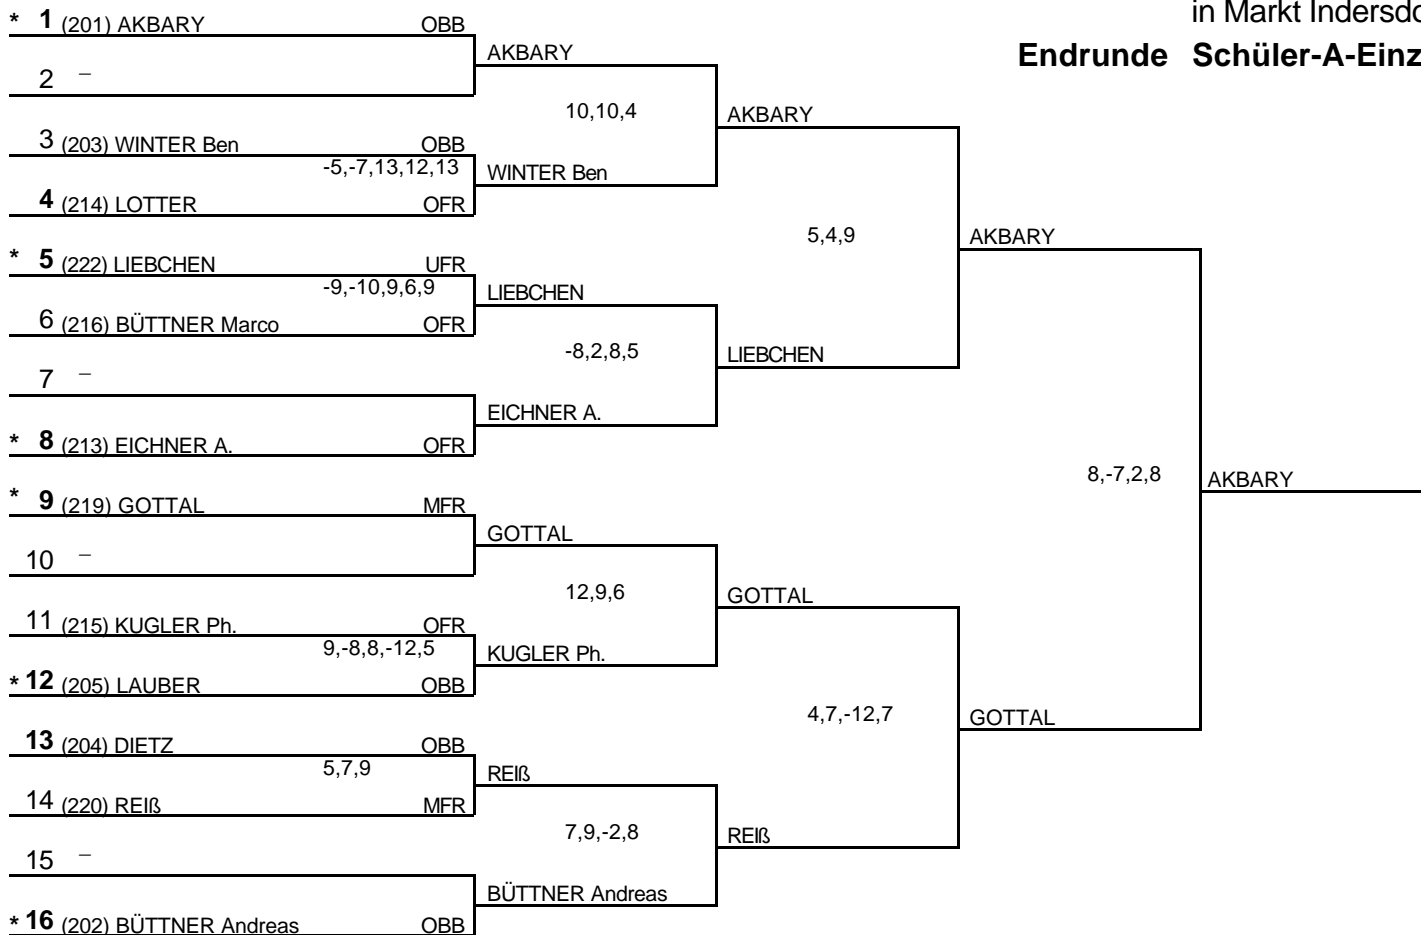 in Markt Indersdo
Endrunde Schüler-A-Einz
* 1 (201) AKBARY OBB
AKBARY
2 –
10,10,4
AKBARY
3 (203) WINTER Ben OBB
-5,-7,13,12,13
WINTER Ben
4 (214) LOTTER OFR
5,4,9
AKBARY
* 5 (222) LIEBCHEN UFR
-9,-10,9,6,9
LIEBCHEN
6 (216) BÜTTNER Marco OFR
-8,2,8,5
LIEBCHEN
7 –
EICHNER A.
* 8 (213) EICHNER A. OFR
8,-7,2,8
AKBARY
* 9 (219) GOTTAL MFR
GOTTAL
10 –
12,9,6
GOTTAL
11 (215) KUGLER Ph. OFR
9,-8,8,-12,5
KUGLER Ph.
* 12 (205) LAUBER OBB
4,7,-12,7
GOTTAL
13 (204) DIETZ OBB
5,7,9
REIß
14 (220) REIß MFR
7,9,-2,8
REIß
15 –
BÜTTNER Andreas
* 16 (202) BÜTTNER Andreas OBB